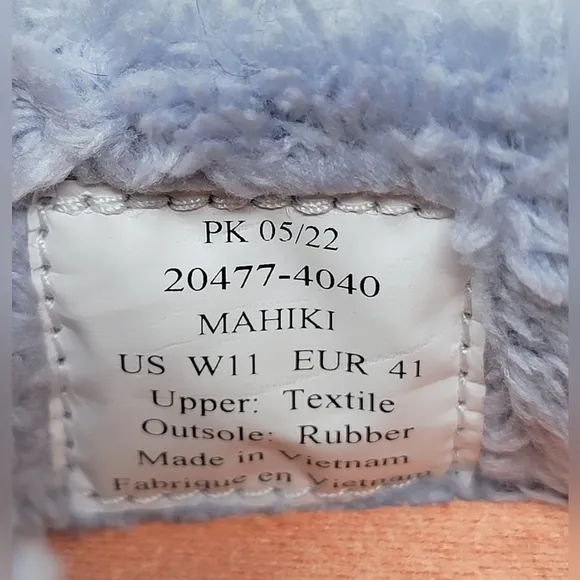 PK 05/22
20477-4040
MAHIKI
US W11 EUR 41
Upper: Textile
Outsole: Rubber
Made in Vietnam
Fabrique en Vietnam